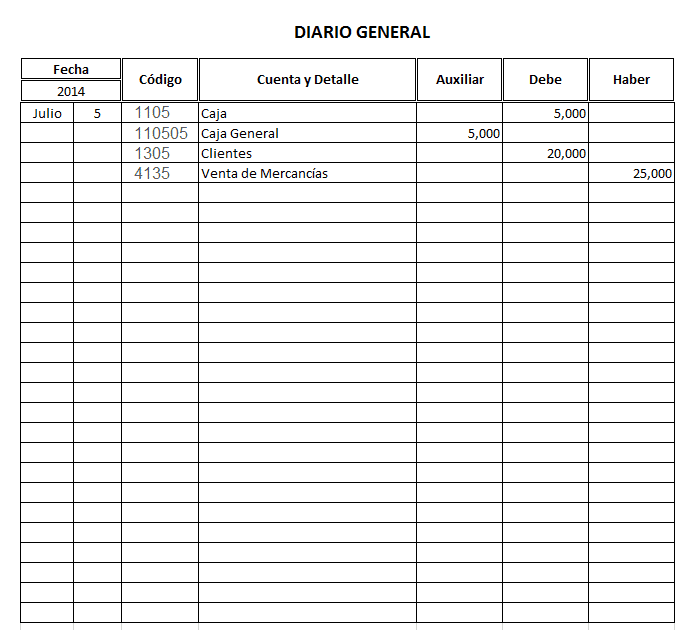 DIARIO GENERAL
Fecha
2014
Código Cuenta y Detalle Auxiliar Debe Haber
Julio 5 1105 Caja 5,000
110505 Caja General 5,000
1305 Clientes 20,000
4135 Venta de Mercancías 25,000